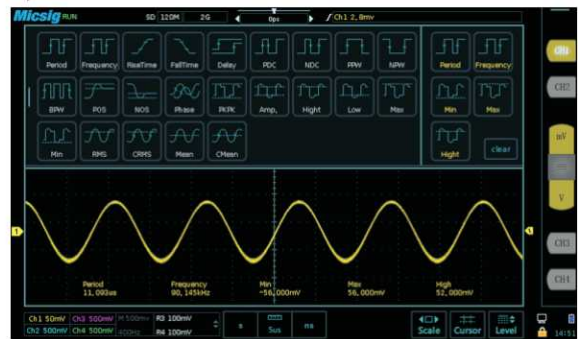 Micsig RUN SD 120M 2G 0ps Ch1 2, 8mv
Period Frequency RiseTime FallTime Delay PDC NDC PPW NPW Period Frequency
CH1
CH2
BPW POS NOS Phase PKPK Amp. Hight Low Max Min Max
mV
Min RMS CRMS Mean CMean Hight clear
V
1
CH3
Period Frequency Min Max High
11, 093us 90, 145kHz -56, 000mV 56, 000mV 52, 000mV
CH4
Ch1 50mV Ch3 500mV M 500mv R3 100mV
s 5us ns
Scale Cursor Level
Ch2 500mV Ch4 500mV R4 100mV
14:51